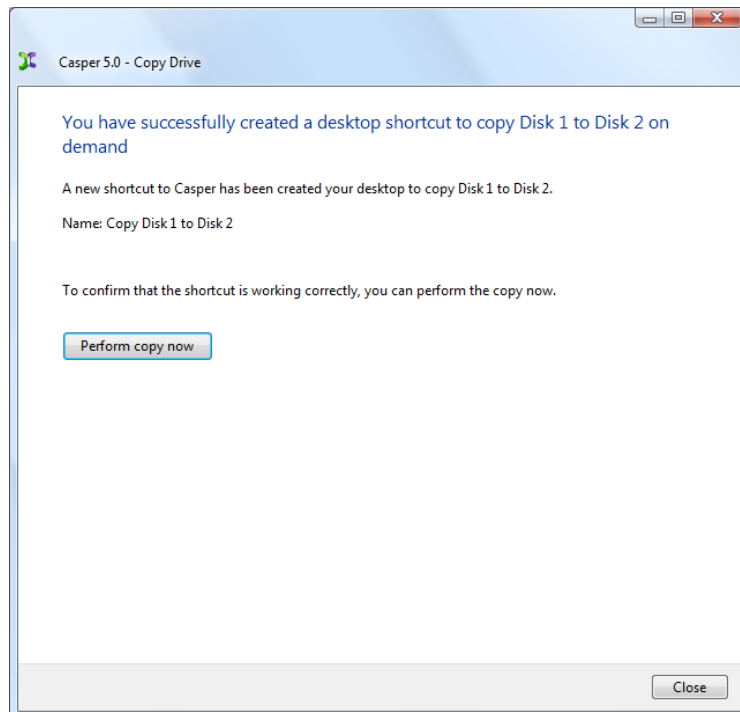 Casper 5.0 - Copy Drive
You have successfully created a desktop shortcut to copy Disk 1 to Disk 2 on
demand
A new shortcut to Casper has been created your desktop to copy Disk 1 to Disk 2.
Name: Copy Disk 1 to Disk 2
To confirm that the shortcut is working correctly, you can perform the copy now.
Perform copy now
Close